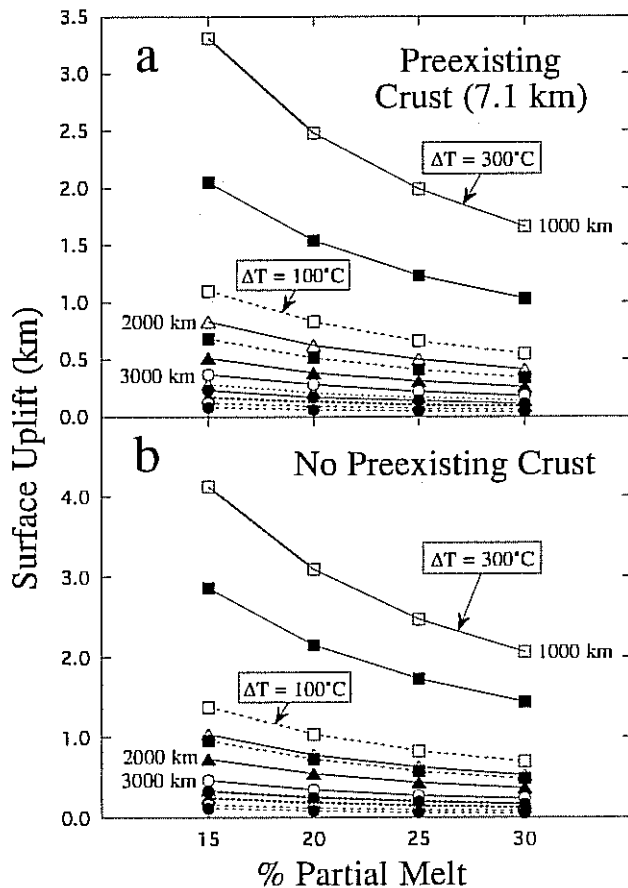 3.5
3.0
2.5
2.0
1.5
1.0
0.5
0.0
a
Preexisting
Crust (7.1 km)
ΔT = 300°C
1000 km
ΔT = 100°C
2000 km
3000 km
Surface Uplift (km)
b
No Preexisting Crust
4.0
3.0
2.0
1.0
0.0
ΔT = 300°C
1000 km
ΔT = 100°C
2000 km
3000 km
15 20 25 30
% Partial Melt